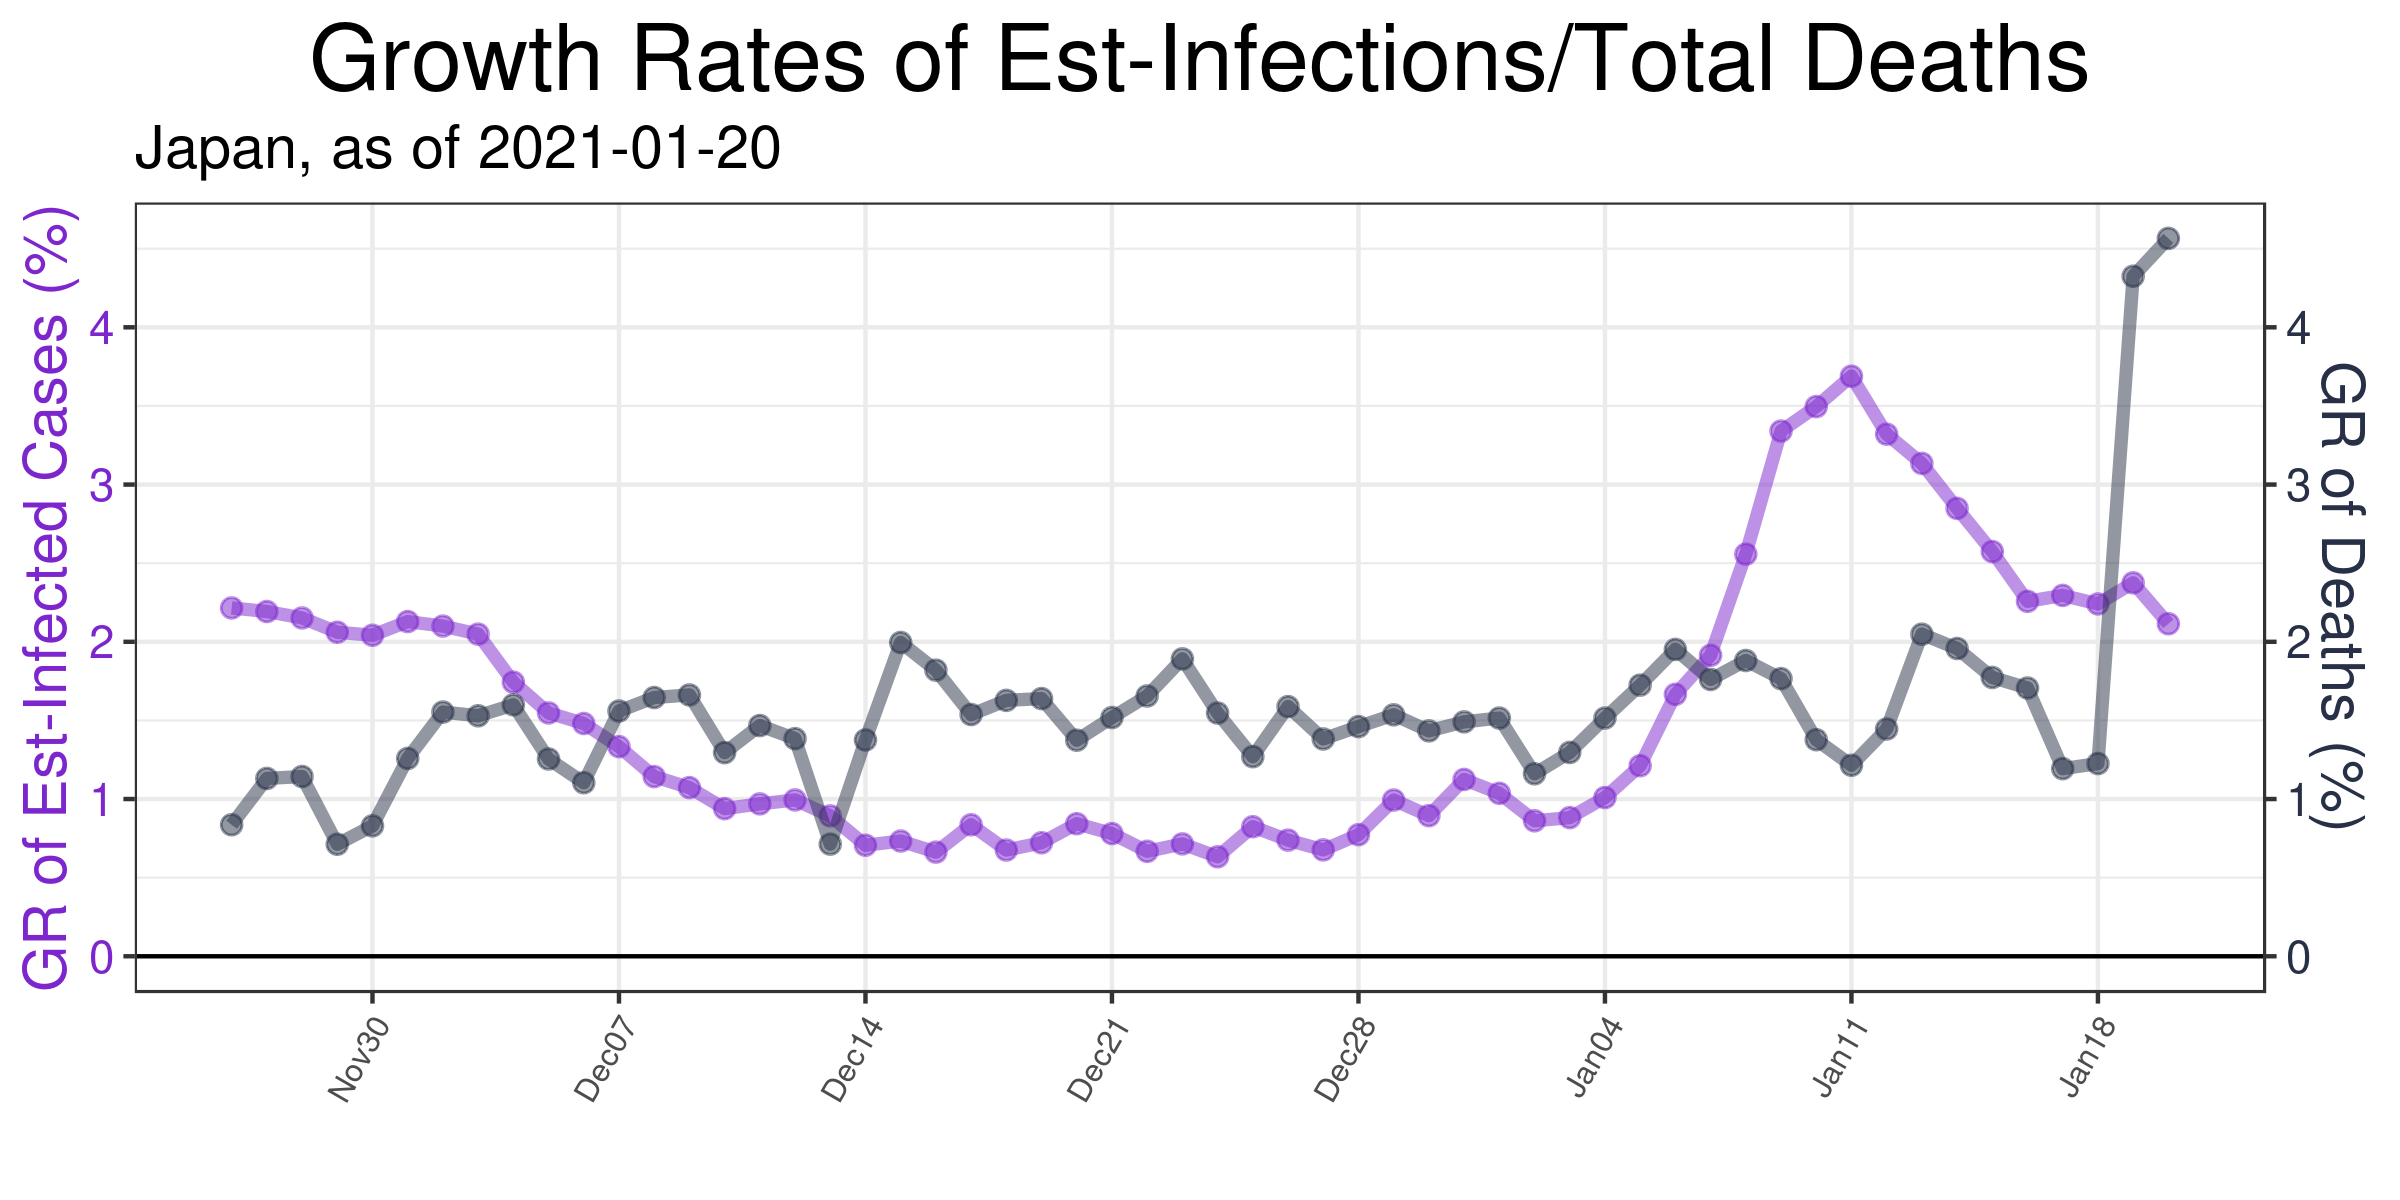 Growth Rates of Est-Infections/Total Deaths
Japan, as of 2021-01-20
GR of Est-Infected Cases (%)
4
3
2
1
0
4
3
2
1
0
GR of Deaths (%)
Nov30
Dec07
Dec14
Dec21
Dec28
Jan04
Jan11
Jan18